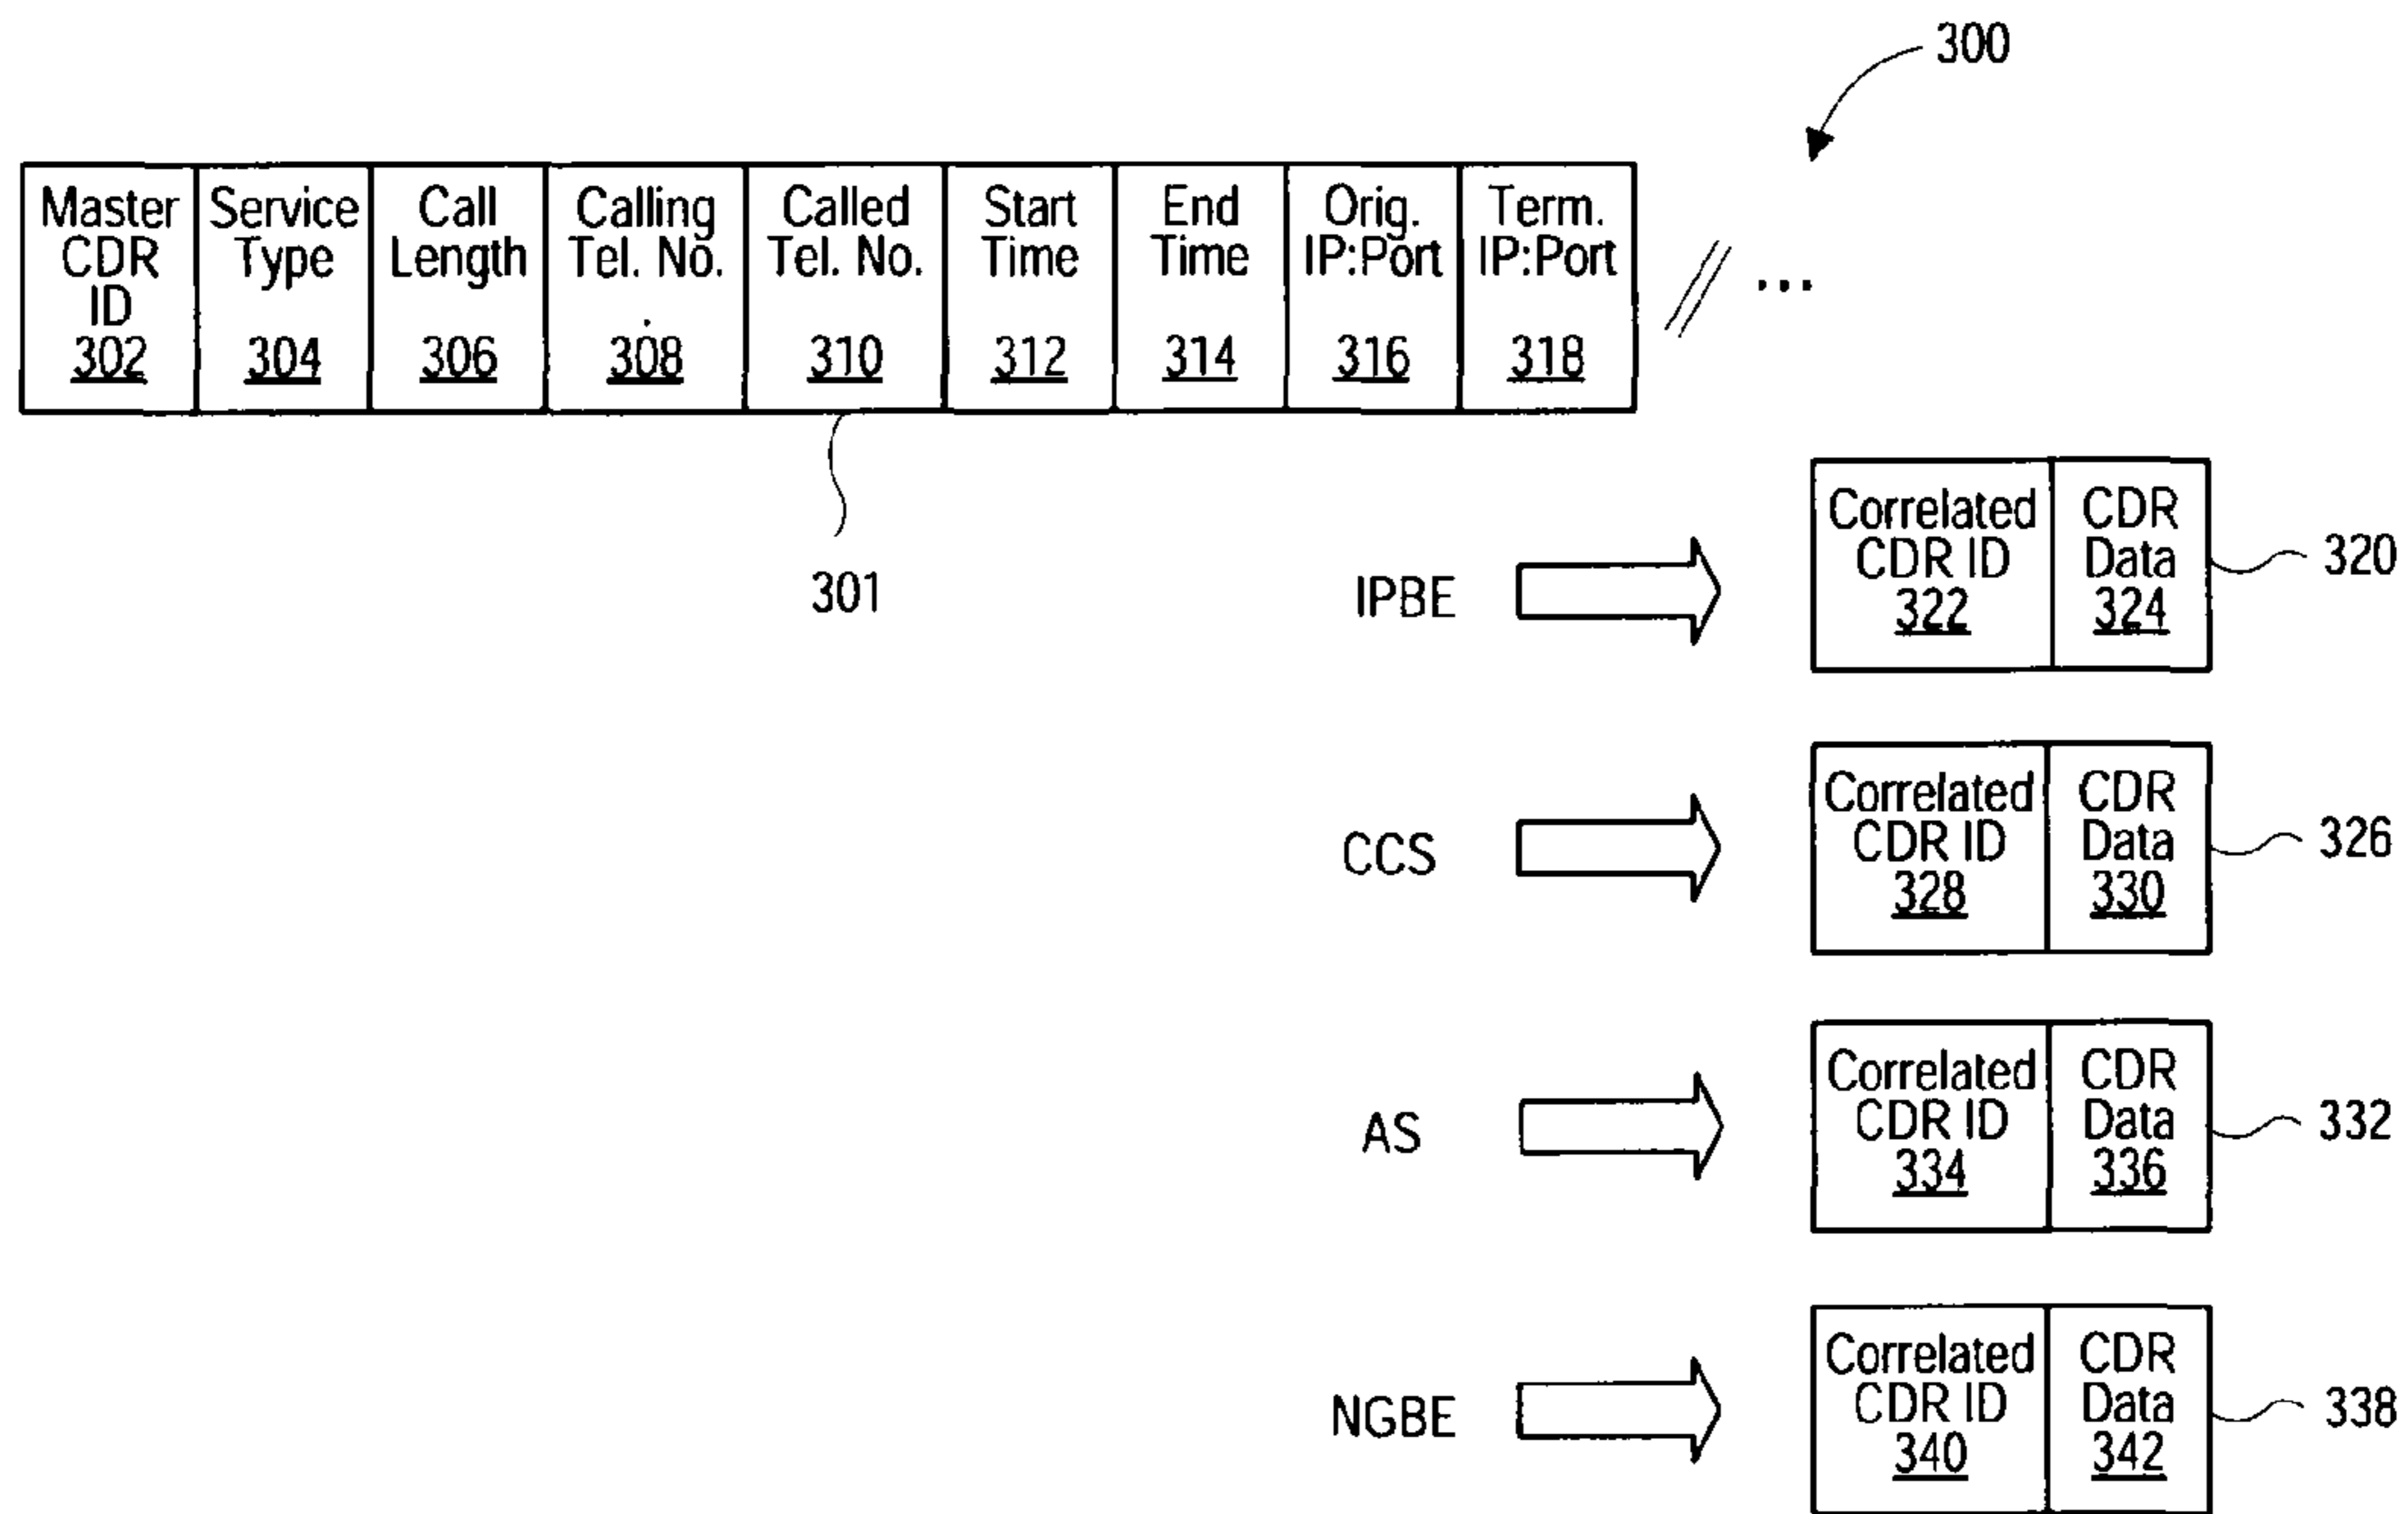 300
Master CDR ID 302
Service Type 304
Call Length 306
Calling Tel. No. 308
Called Tel. No. 310
Start Time 312
End Time 314
Orig. IP:Port 316
Term. IP:Port 318
...
301
IPBE
Correlated CDR ID 322
CDR Data 324
320
CCS
Correlated CDR ID 328
CDR Data 330
326
AS
Correlated CDR ID 334
CDR Data 336
332
NGBE
Correlated CDR ID 340
CDR Data 342
338